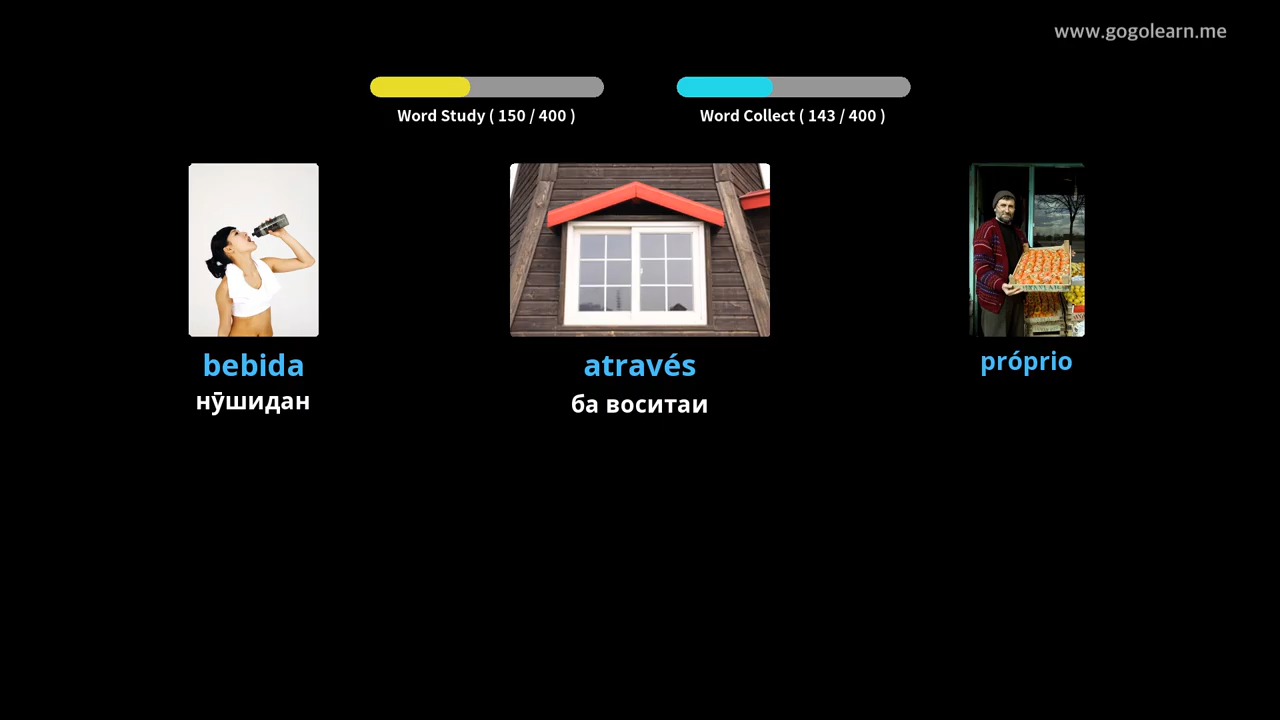 www.gogolearn.me
Word Study ( 150 / 400 )
Word Collect ( 143 / 400 )
bebida
нӯшидан
através
ба воситаи
próprio